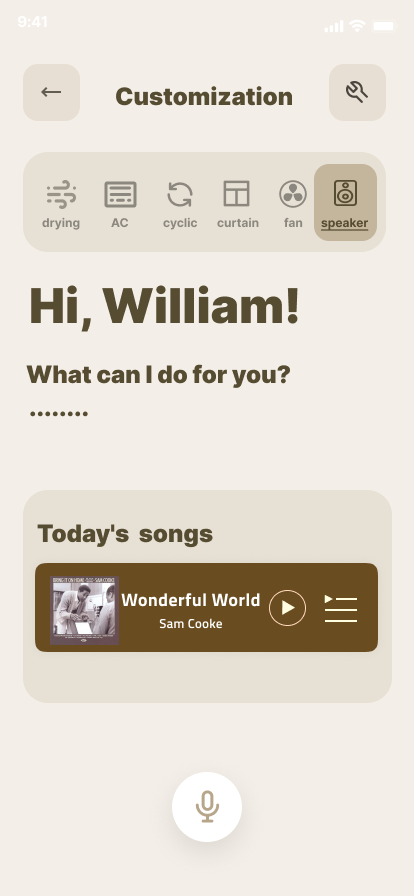 9:41
Customization
drying AC cyclic curtain fan speaker
Hi, William!
What can I do for you?
........
Today's songs
Wonderful World
Sam Cooke